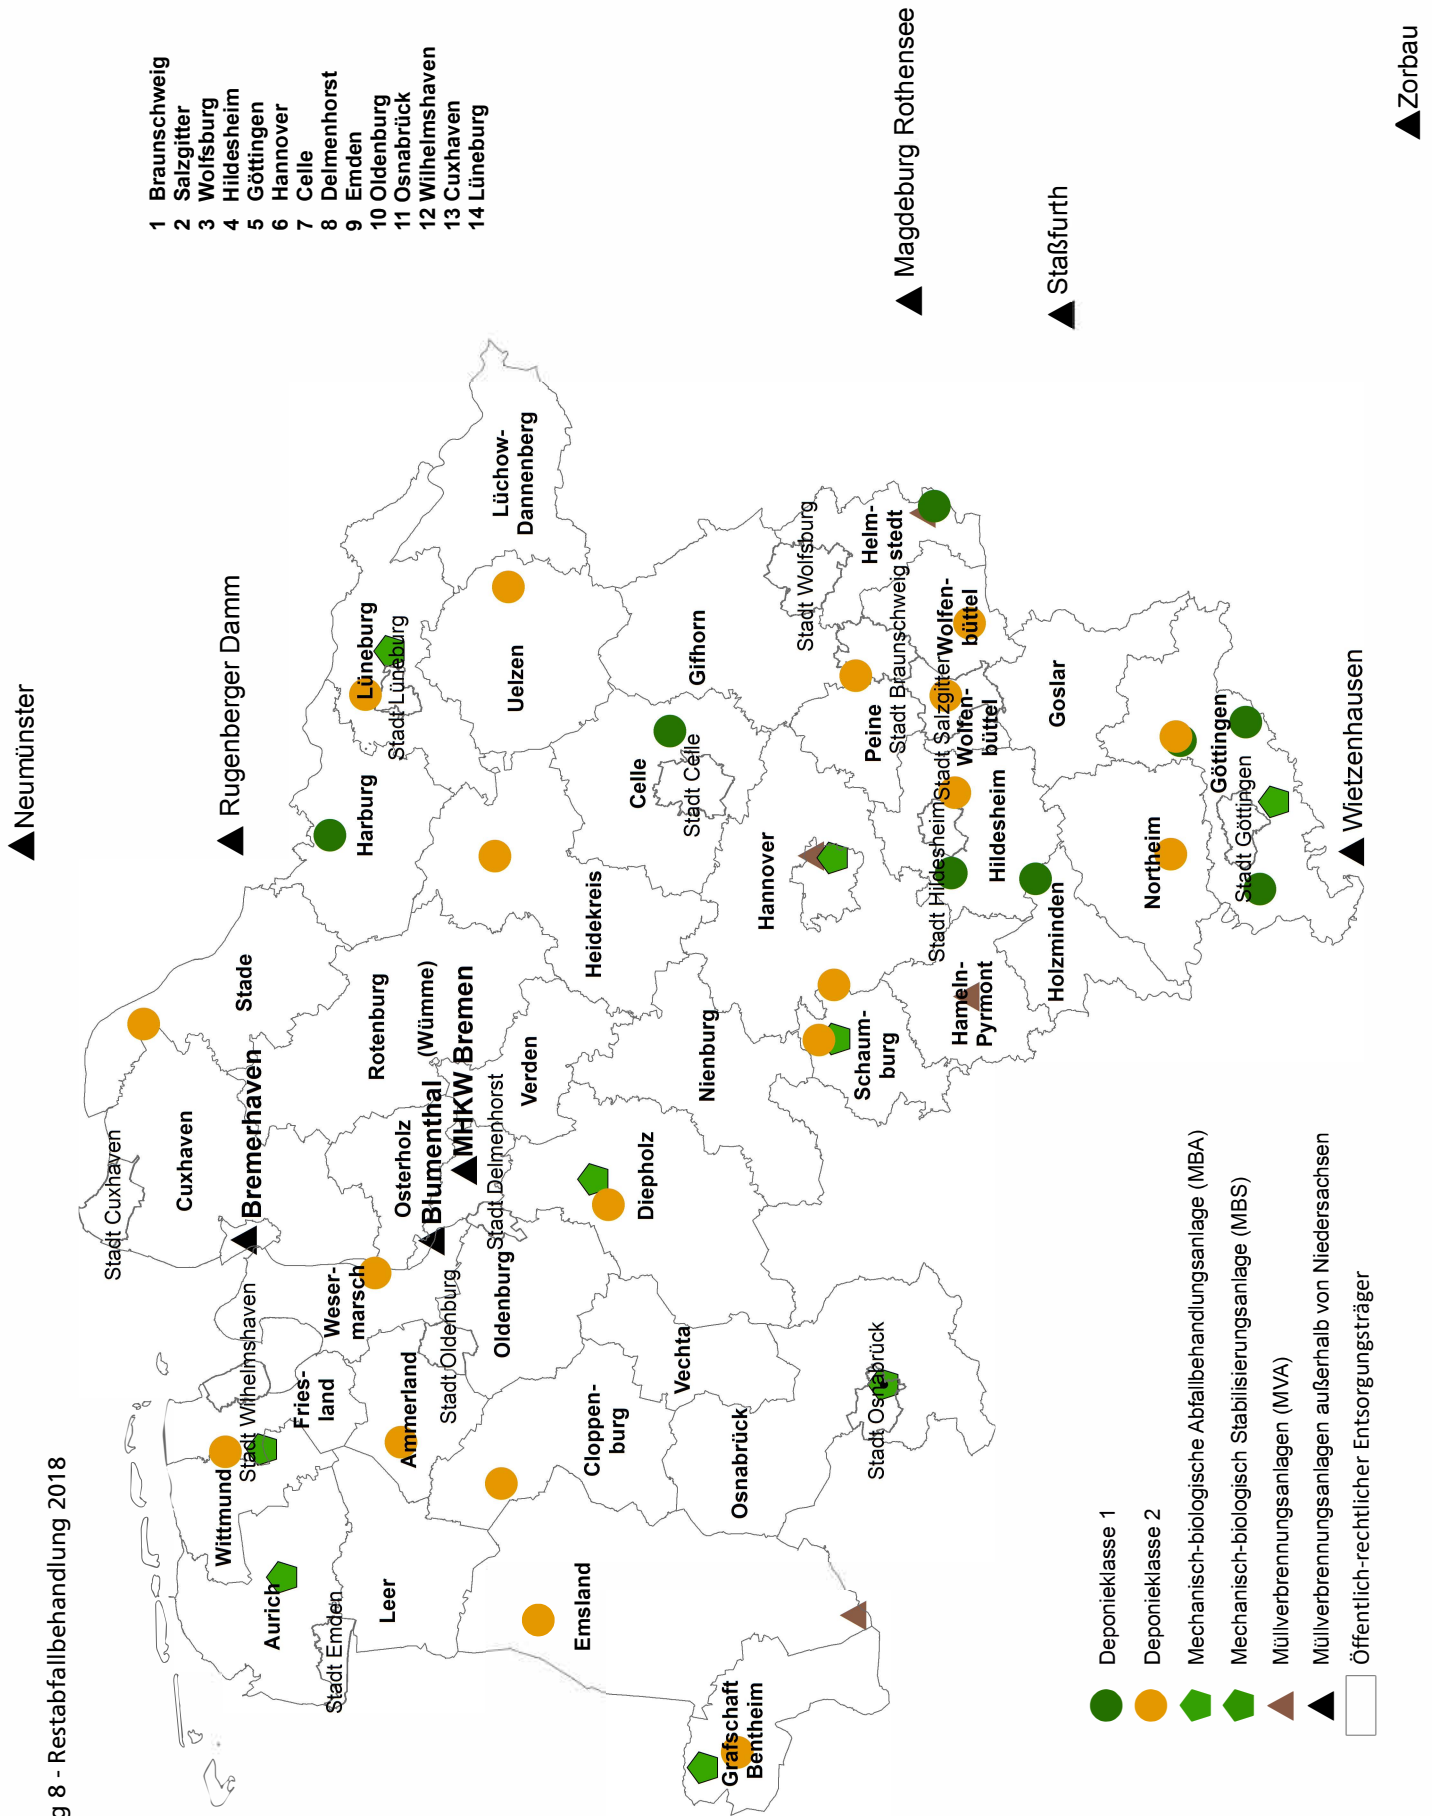 g 8 - Restabfallbehandlung 2018
Neumünster
Rugenberger Damm
1 Braunschweig
2 Salzgitter
3 Wolfsburg
4 Hildesheim
5 Göttingen
6 Hannover
7 Celle
8 Delmenhorst
9 Emden
10 Oldenburg
11 Osnabrück
12 Wilhelmshaven
13 Cuxhaven
14 Lüneburg
Magdeburg Rothensee
Staßfurth
Zorbau
Wietzenhausen
Stadt Cuxhaven
Cuxhaven
Bremerhaven
Stade
Harburg
Lüneburg
Stadt Lüneburg
Lüchow-
Dannenberg
Uelzen
Wittmund
Stadt Wilhelmshaven
Aurich
Fries-
land
Stadt Emden
Leer
Weser-
marsch
Ammerland
Stadt Oldenburg
Oldenburg
Osterholz
Blumenthal
MHKW Bremen
Stadt Delmenhorst
Rotenburg
(Wümme)
Verden
Heidekreis
Celle
Stadt Celle
Gifhorn
Emsland
Cloppen-
burg
Vechta
Diepholz
Nienburg
Hannover
Osnabrück
Stadt Osnabrück
Grafschaft
Bentheim
Schaum-
burg
Hameln-
Pyrmont
Holzminden
Stadt Hildesheim
Hildesheim
Peine
Stadt Braunschweig
Stadt Wolfsburg
Helm-
stedt
Stadt Salzgitter
Wolfen-
büttel
Wolfen-
büttel
Goslar
Northeim
Göttingen
Stadt Göttingen
Deponieklasse 1
Deponieklasse 2
Mechanisch-biologische Abfallbehandlungsanlage (MBA)
Mechanisch-biologisch Stabilisierungsanlage (MBS)
Müllverbrennungsanlagen (MVA)
Müllverbrennungsanlagen außerhalb von Niedersachsen
Öffentlich-rechtlicher Entsorgungsträger